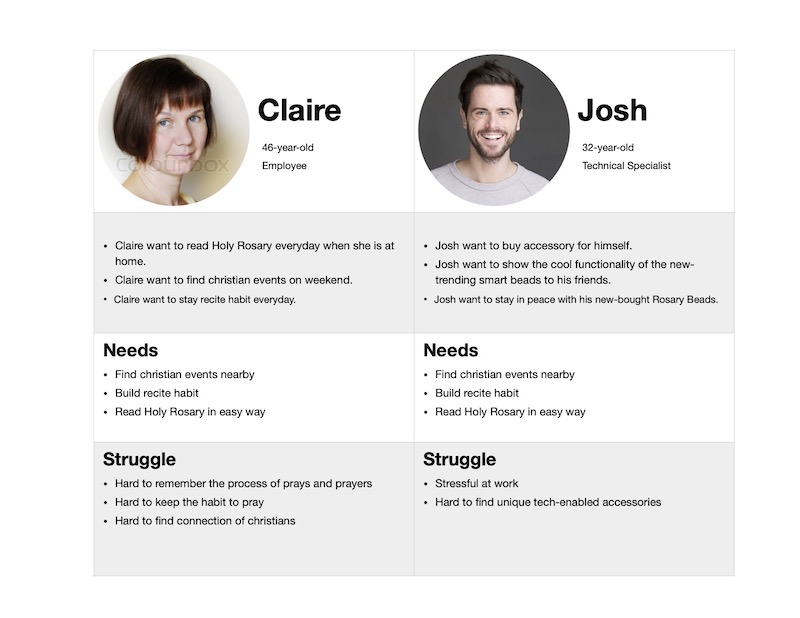 Claire
46-year-old
Employee
Colourbox
• Claire want to read Holy Rosary everyday when she is at
home.
• Claire want to find christian events on weekend.
• Claire want to stay recite habit everyday.
Needs
• Find christian events nearby
• Build recite habit
• Read Holy Rosary in easy way
Struggle
• Hard to remember the process of prays and prayers
• Hard to keep the habit to pray
• Hard to find connection of christians
Josh
32-year-old
Technical Specialist
• Josh want to buy accessory for himself.
• Josh want to show the cool functionality of the new-
trending smart beads to his friends.
• Josh want to stay in peace with his new-bought Rosary Beads.
Needs
• Find christian events nearby
• Build recite habit
• Read Holy Rosary in easy way
Struggle
• Stressful at work
• Hard to find unique tech-enabled accessories